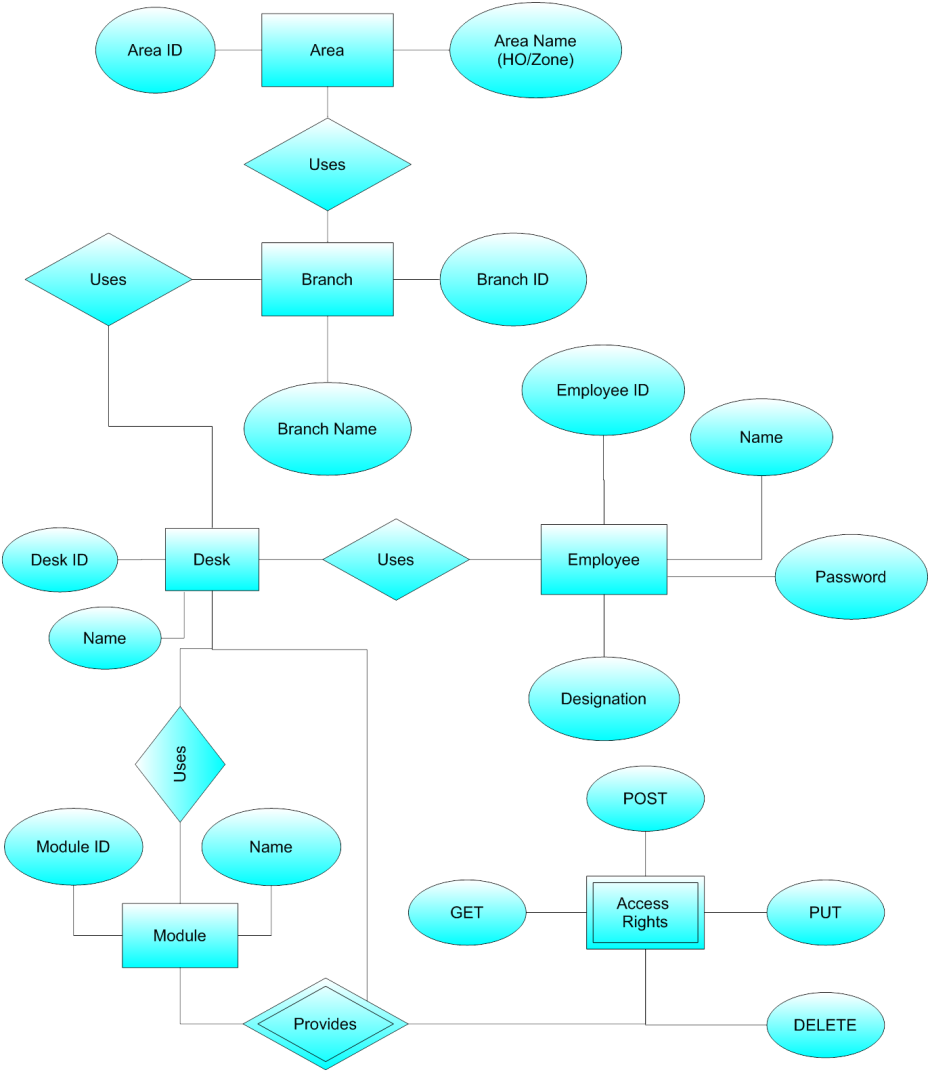 Area ID
Area
Area Name
(HO/Zone)
Uses
Uses
Branch
Branch ID
Branch Name
Employee ID
Name
Desk ID
Desk
Uses
Employee
Password
Name
Designation
Uses
POST
Module ID
Name
GET
Access
Rights
PUT
Module
Provides
DELETE